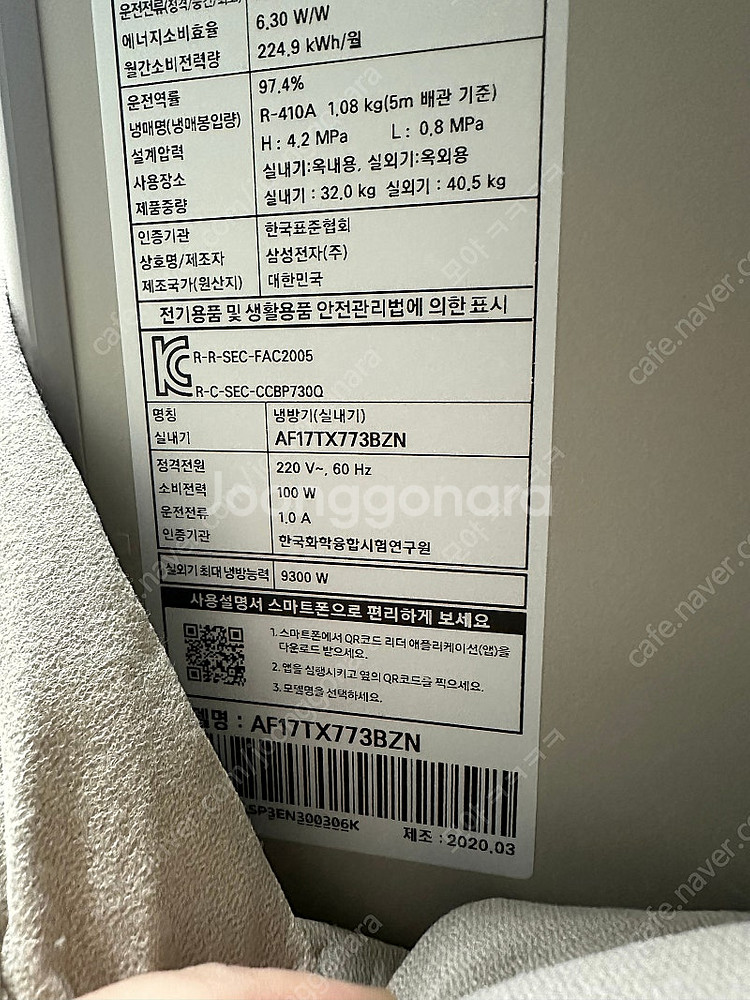 운전전류(정격/중간/최소)
에너지소비효율 6.30 W/W
월간소비전력량 224.9 kWh/월
운전역률 97.4%
냉매명(냉매봉입량) R-410A 1.08 kg(5m 배관 기준)
설계압력 H : 4.2 MPa L : 0.8 MPa
사용장소 실내기:옥내용, 실외기:옥외용
제품중량 실내기 : 32.0 kg 실외기 : 40.5 kg
인증기관 한국표준협회
상호명/제조자 삼성전자(주)
제조국가(원산지) 대한민국
전기용품 및 생활용품 안전관리법에 의한 표시
R-R-SEC-FAC2005
R-C-SEC-CCBP730Q
명칭 냉방기(실내기)
실내기 AF17TX773BZN
정격전원 220 V~, 60 Hz
소비전력 100 W
운전전류 1.0 A
인증기관 한국화학융합시험연구원
실외기 최대 냉방능력 9300 W
사용설명서 스마트폰으로 편리하게 보세요
1.스마트폰에서 QR코드 리더 애플리케이션(앱)을
다운로드 받으세요.
2.앱을 실행시키고 옆의 QR코드를 찍으세요.
3.모델명을 선택하세요.
델명 : AF17TX773BZN
SP3EN300306K
제조 : 2020.03
Joonggonara
cafe.naver.com